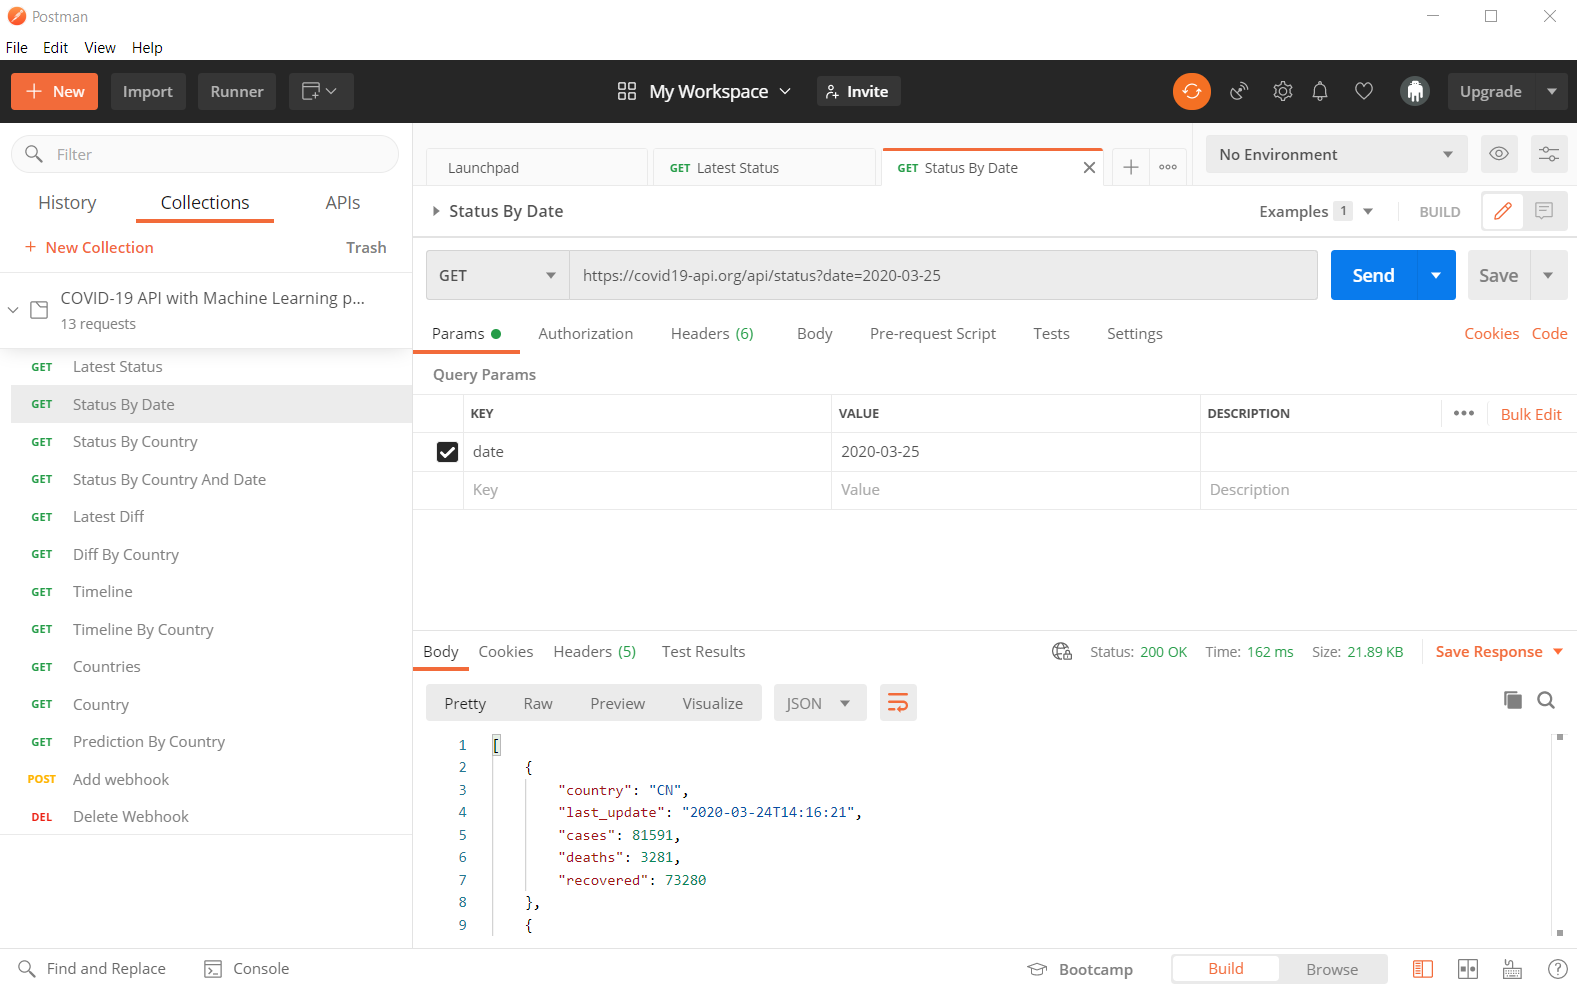 Postman
File Edit View Help
New Import Runner My Workspace Invite Upgrade
Filter
History Collections APIs
New Collection Trash
COVID-19 API with Machine Learning p...
13 requests
GET Latest Status
GET Status By Date
GET Status By Country
GET Status By Country And Date
GET Latest Diff
GET Diff By Country
GET Timeline
GET Timeline By Country
GET Countries
GET Country
GET Prediction By Country
POST Add webhook
DEL Delete Webhook
Launchpad GET Latest Status GET Status By Date No Environment
Status By Date Examples 1 BUILD
GET https://covid19-api.org/api/status?date=2020-03-25 Send Save
Params Authorization Headers (6) Body Pre-request Script Tests Settings Cookies Code
Query Params
KEY VALUE DESCRIPTION Bulk Edit
date 2020-03-25
Key Value Description
Body Cookies Headers (5) Test Results Status: 200 OK Time: 162 ms Size: 21.89 KB Save Response
Pretty Raw Preview Visualize JSON
1 [
2 {
3 "country": "CN",
4 "last_update": "2020-03-24T14:16:21",
5 "cases": 81591,
6 "deaths": 3281,
7 "recovered": 73280
8 },
9 {
Find and Replace Console Bootcamp Build Browse